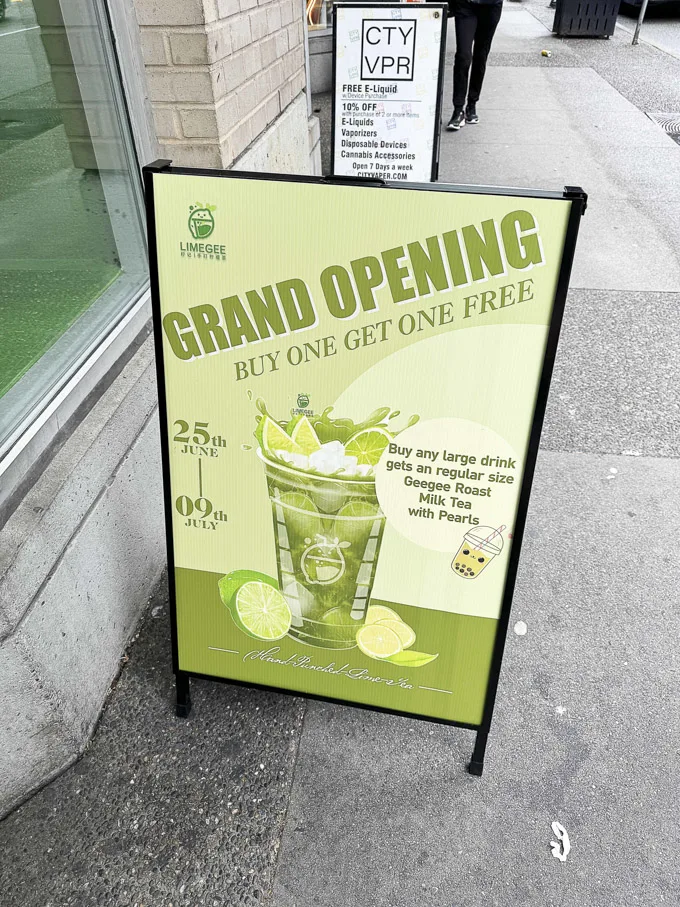 CTY
VPR
FREE E-Liquid
w/Device Purchase
10% OFF
with purchase of 2 or more items
E-Liquids
Vaporizers
Disposable Devices
Cannabis Accessories
Open 7 Days a week
CITYVAPER.COM
LIMEGEE
GRAND OPENING
BUY ONE GET ONE FREE
25th
JUNE
09th
JULY
Buy any large drink
gets an regular size
Geegee Roast
Milk Tea
with Pearls
Hand-Punched-Lime-Tea